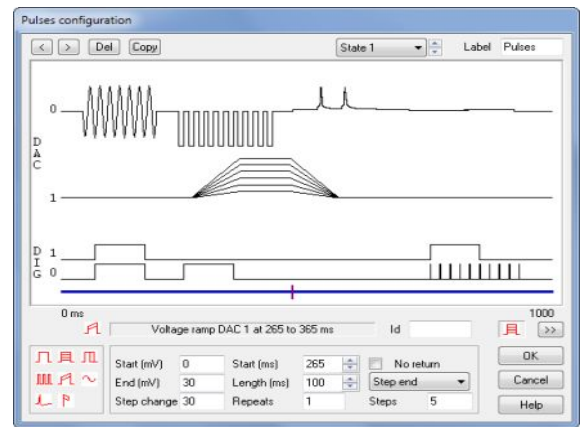 Pulses configuration
< > Del Copy State 1 Label Pulses
0
DAC
1
DIG
1
0
0 ms 1000
Voltage ramp DAC 1 at 265 to 365 ms Id >>
Start (mV) 0 Start (ms) 265 No return OK
End (mV) 30 Length (ms) 100 Step end Cancel
Step change 30 Repeats 1 Steps 5 Help